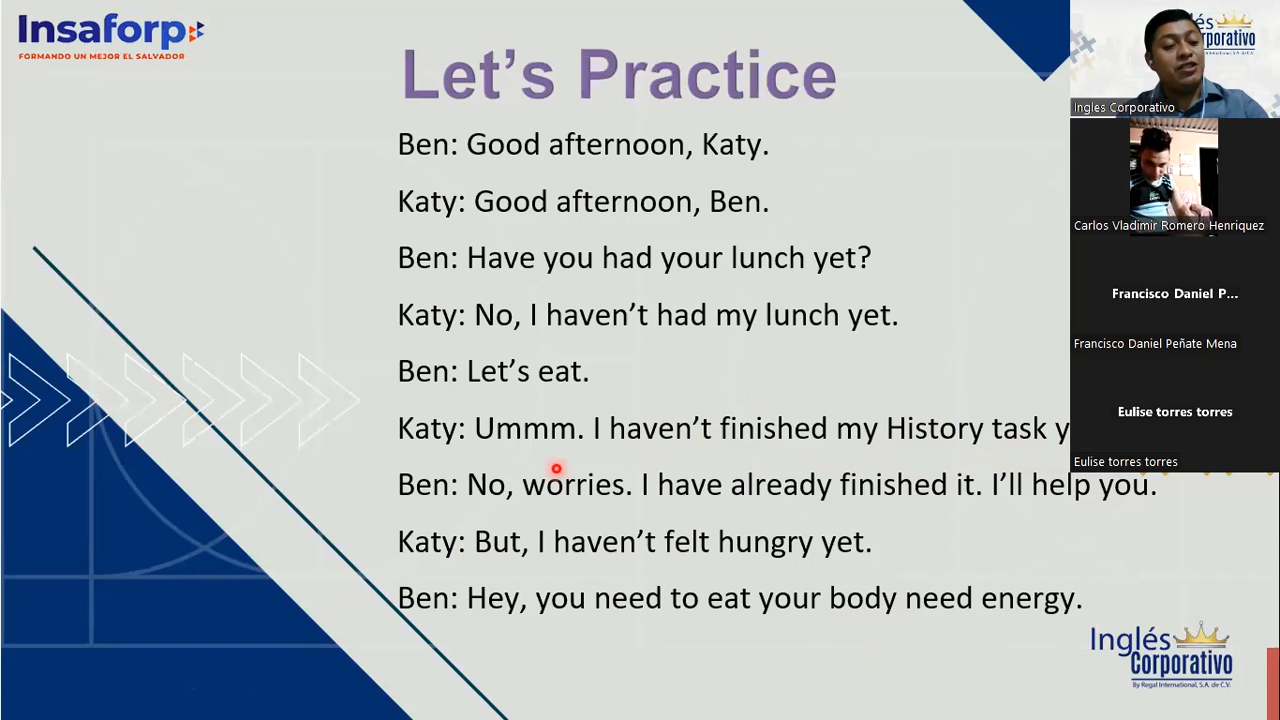 Insaforp
FORMANDO UN MEJOR EL SALVADOR
Let's Practice
Ben: Good afternoon, Katy.
Katy: Good afternoon, Ben.
Ben: Have you had your lunch yet?
Katy: No, I haven't had my lunch yet.
Ben: Let's eat.
Katy: Ummm. I haven't finished my History task y
Ben: No, worries. I have already finished it. I'll help you.
Katy: But, I haven't felt hungry yet.
Ben: Hey, you need to eat your body need energy.
Ingles Corporativo
Carlos Vladimir Romero Henriquez
Francisco Daniel P...
Francisco Daniel Peñate Mena
Eulise torres torres
Eulise torres torres
Inglés
Corporativo
By Regal International, S.A. de C.V.